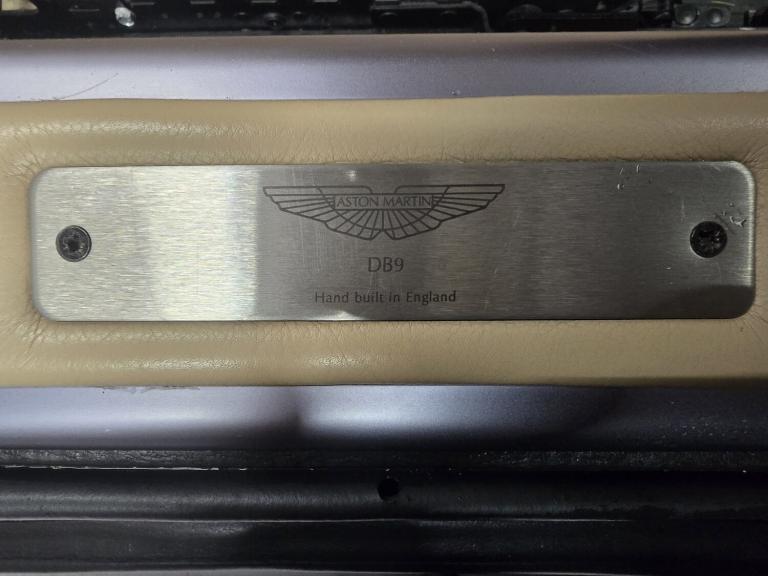 ASTON MARTIN
DB9
Hand built in England